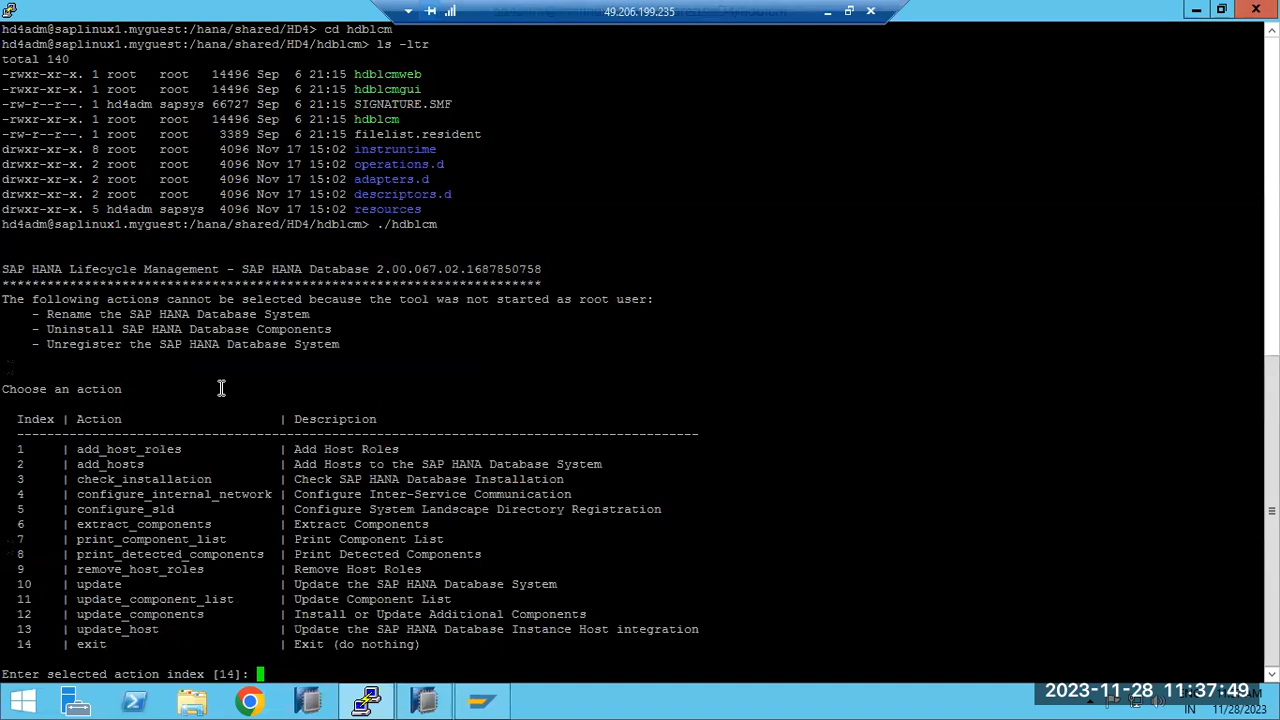 49.206.199.235
hd4adm@saplinux1.myguest:/hana/shared/HD4> cd hdblcm
hd4adm@saplinux1.myguest:/hana/shared/HD4/hdblcm> ls -ltr
total 140
-rwxr-xr-x. 1 root   root   14496 Sep  6 21:15 hdblcmweb
-rwxr-xr-x. 1 root   root   14496 Sep  6 21:15 hdblcmgui
-rw-r--r--. 1 hd4adm sapsys 66727 Sep  6 21:15 SIGNATURE.SMF
-rwxr-xr-x. 1 root   root   14496 Sep  6 21:15 hdblcm
-rw-r--r--. 1 root   root    3389 Sep  6 21:15 filelist.resident
drwxr-xr-x. 8 root   root    4096 Nov 17 15:02 instruntime
drwxr-xr-x. 2 root   root    4096 Nov 17 15:02 operations.d
drwxr-xr-x. 2 root   root    4096 Nov 17 15:02 adapters.d
drwxr-xr-x. 2 root   root    4096 Nov 17 15:02 descriptors.d
drwxr-xr-x. 5 hd4adm sapsys  4096 Nov 17 15:02 resources
hd4adm@saplinux1.myguest:/hana/shared/HD4/hdblcm> ./hdblcm
SAP HANA Lifecycle Management - SAP HANA Database 2.00.067.02.1687850758
************************************************************************
The following actions cannot be selected because the tool was not started as root user:
- Rename the SAP HANA Database System
- Uninstall SAP HANA Database Components
- Unregister the SAP HANA Database System
Choose an action
Index | Action | Description
1 | add_host_roles | Add Host Roles
2 | add_hosts | Add Hosts to the SAP HANA Database System
3 | check_installation | Check SAP HANA Database Installation
4 | configure_internal_network | Configure Inter-Service Communication
5 | configure_sld | Configure System Landscape Directory Registration
6 | extract_components | Extract Components
7 | print_component_list | Print Component List
8 | print_detected_components | Print Detected Components
9 | remove_host_roles | Remove Host Roles
10 | update | Update the SAP HANA Database System
11 | update_component_list | Update Component List
12 | update_components | Install or Update Additional Components
13 | update_host | Update the SAP HANA Database Instance Host integration
14 | exit | Exit (do nothing)
Enter selected action index [14]:
2023-11-28 11:37:49
IN 11/28/2023